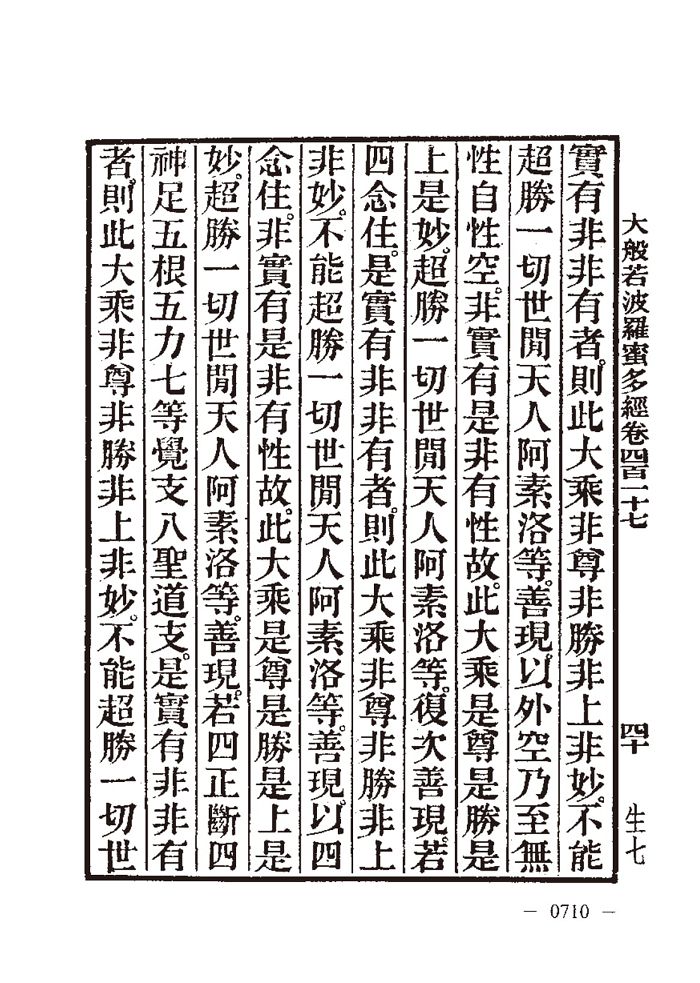 大般若波羅蜜多經卷四百二十七　四十　生七
實有非非有者。則此大乘非尊非勝非上非妙。不能
超勝一切世間天人阿素洛等。善現。以外空乃至無
性自性空。非實有是非有性故。此大乘是尊是勝是
上是妙。超勝一切世間天人阿素洛等。復次善現。若
四念住。是實有非非有者。則此大乘非尊非勝非上
非妙。不能超勝一切世間天人阿素洛等。善現。以四
念住。非實有是非有性故。此大乘是尊是勝是上是
妙。超勝一切世間天人阿素洛等。善現。若四正斷四
神足五根五力七等覺支八聖道支。是實有非非有
者。則此大乘非尊非勝非上非妙。不能超勝一切世
— 0710 —